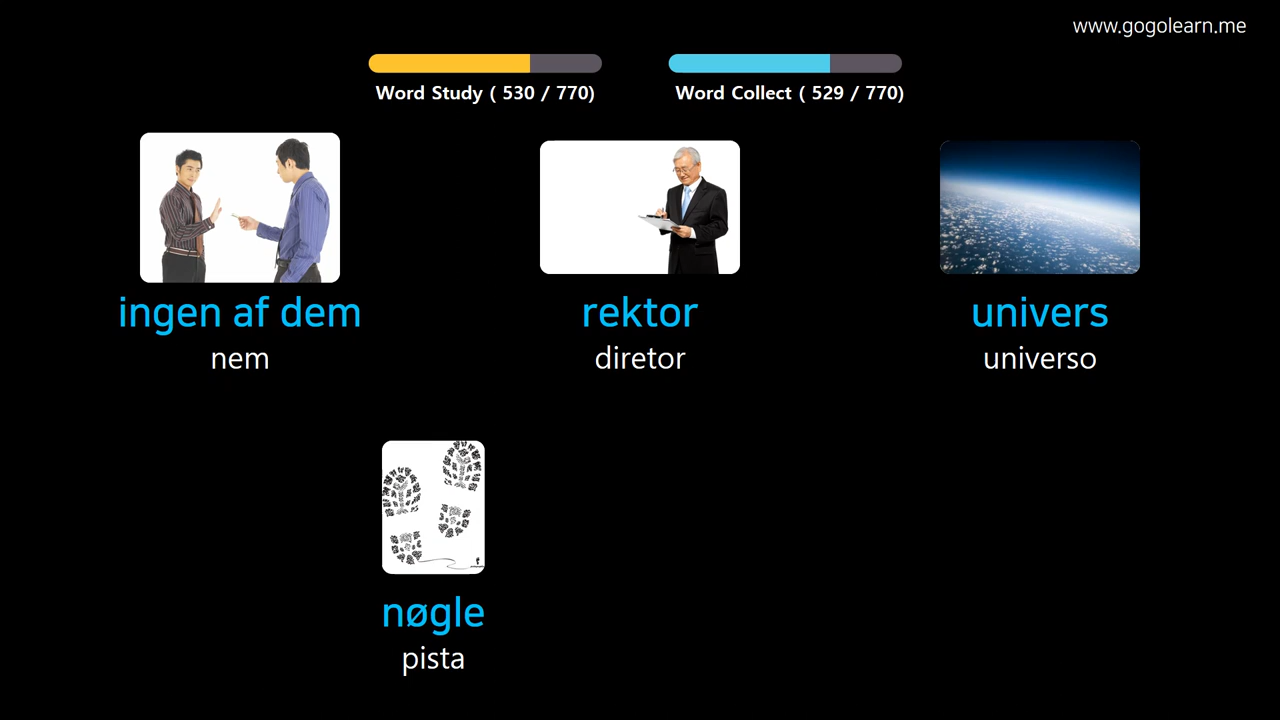 www.gogolearn.me
Word Study ( 530 / 770)
Word Collect ( 529 / 770)
ingen af dem
nem
rektor
diretor
univers
universo
nøgle
pista